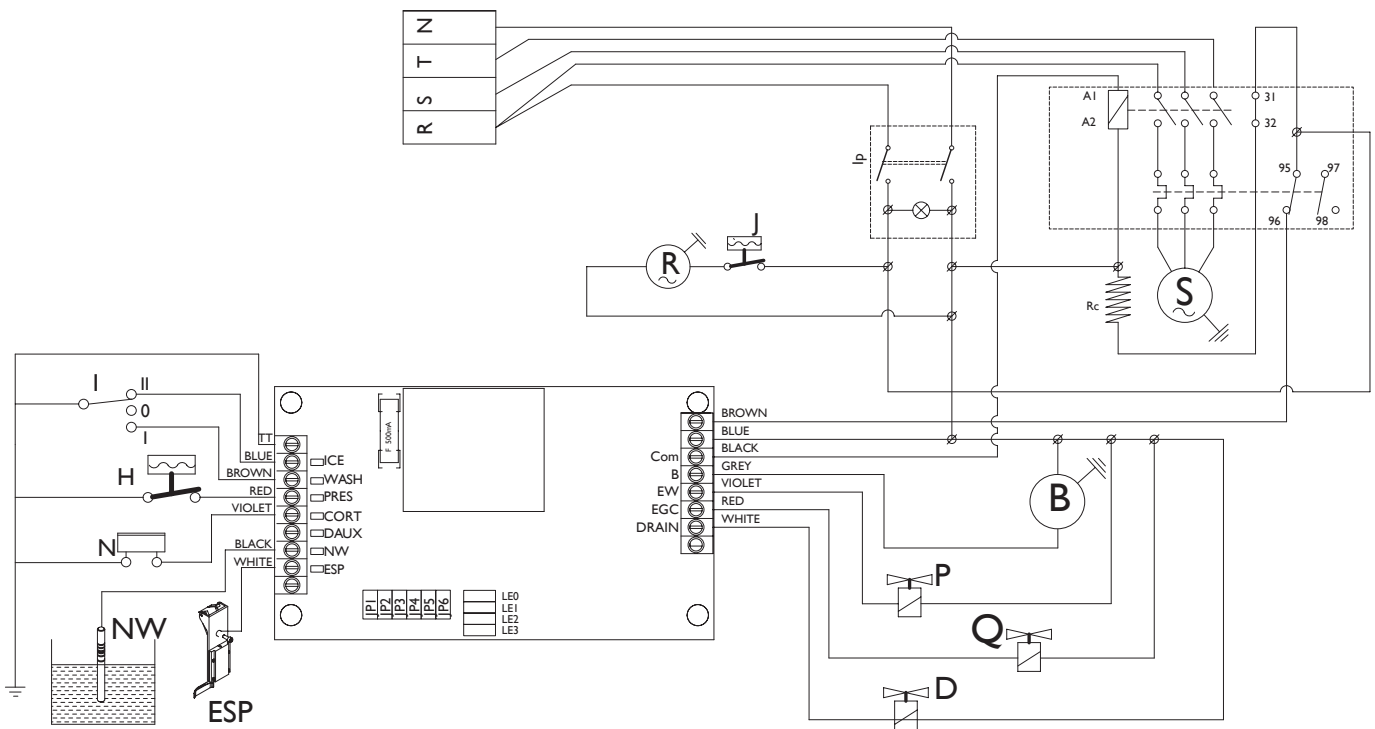 N
T
S
R
Ip
A1
A2
31
32
95
97
96
98
J
R
Rc
S
I
II
0
I
H
N
TT
BLUE
BROWN
RED
VIOLET
BLACK
WHITE
ICE
WASH
PRES
CORT
DAUX
NW
ESP
F 500mA
JP1
JP2
JP3
JP4
JP5
JP6
LE0
LE1
LE2
LE3
Com
B
EW
EGC
DRAIN
BROWN
BLUE
BLACK
GREY
VIOLET
RED
WHITE
B
P
Q
D
NW
ESP